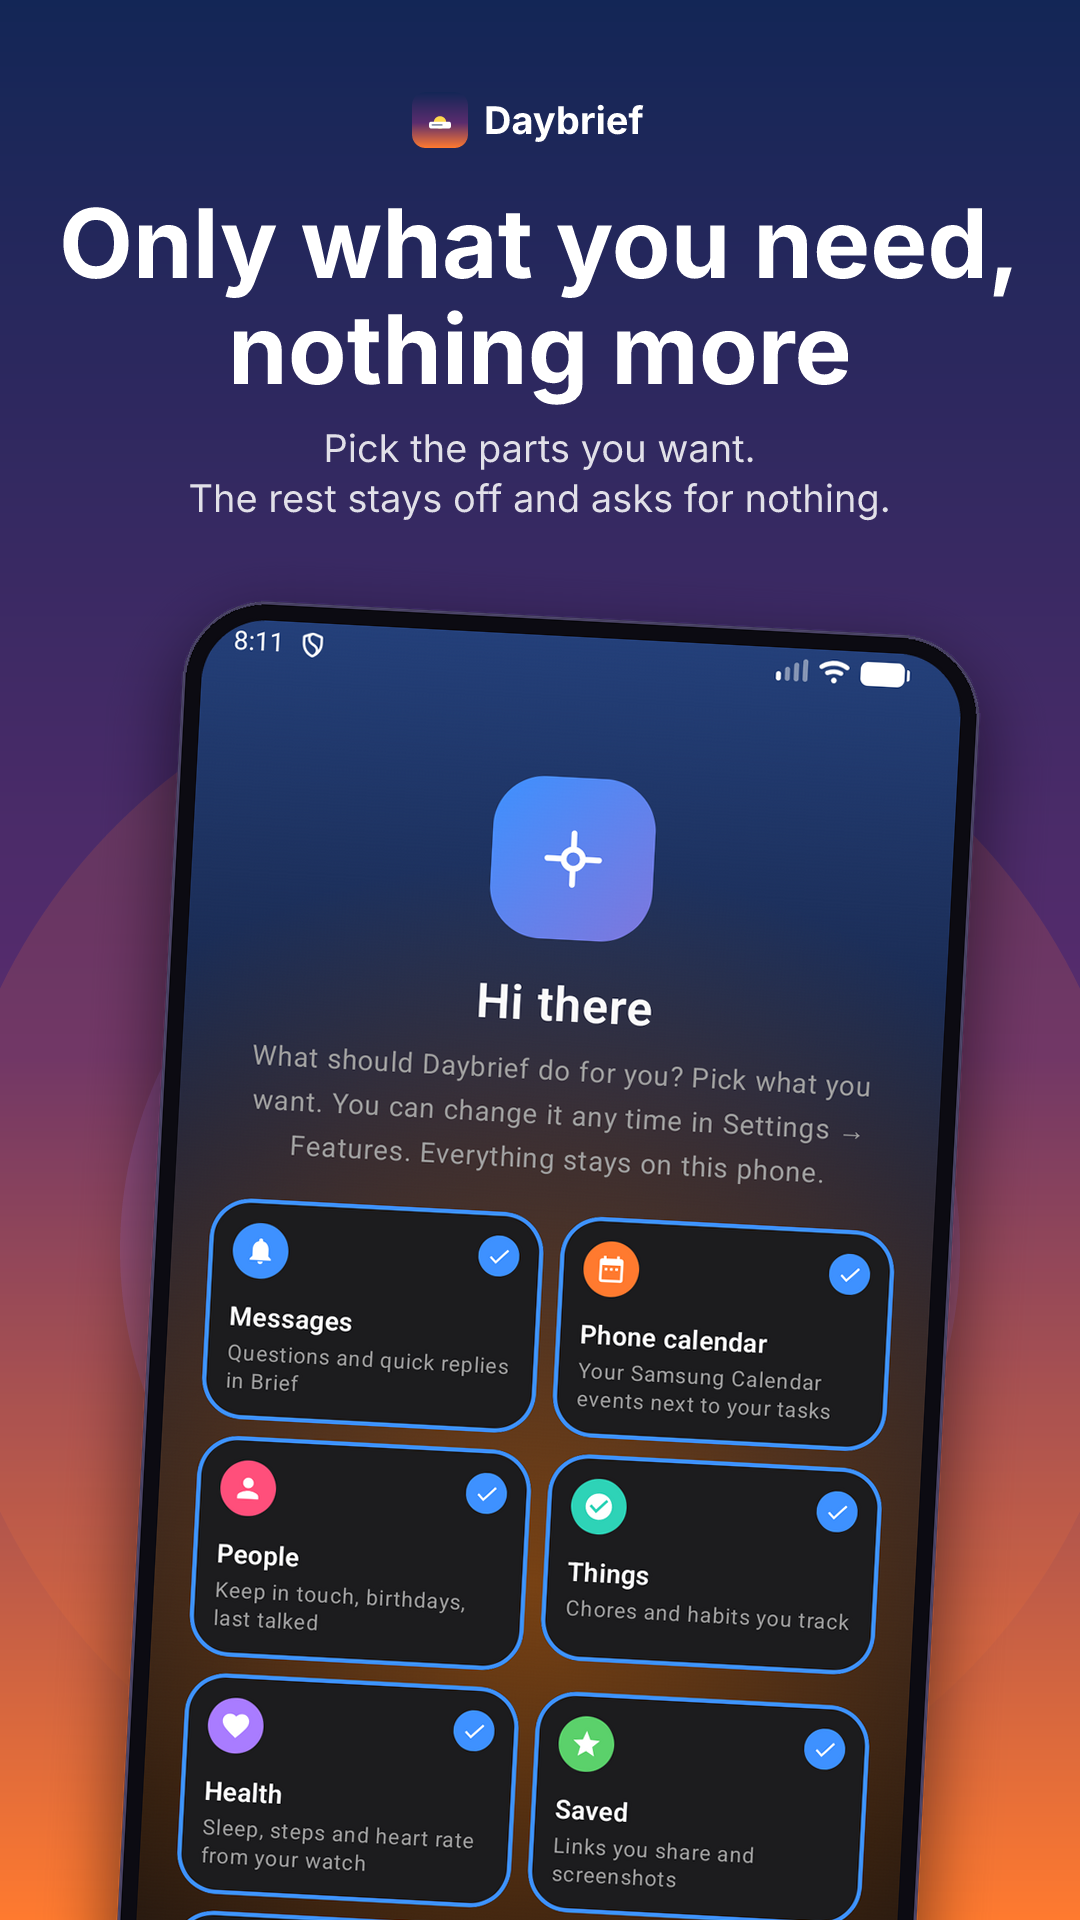 Daybrief
Only what you need,
nothing more
Pick the parts you want.
The rest stays off and asks for nothing.
8:11
Hi there
What should Daybrief do for you? Pick what you
want. You can change it any time in Settings →
Features. Everything stays on this phone.
Messages
Questions and quick replies
in Brief
Phone calendar
Your Samsung Calendar
events next to your tasks
People
Keep in touch, birthdays,
last talked
Things
Chores and habits you track
Health
Sleep, steps and heart rate
from your watch
Saved
Links you share and
screenshots